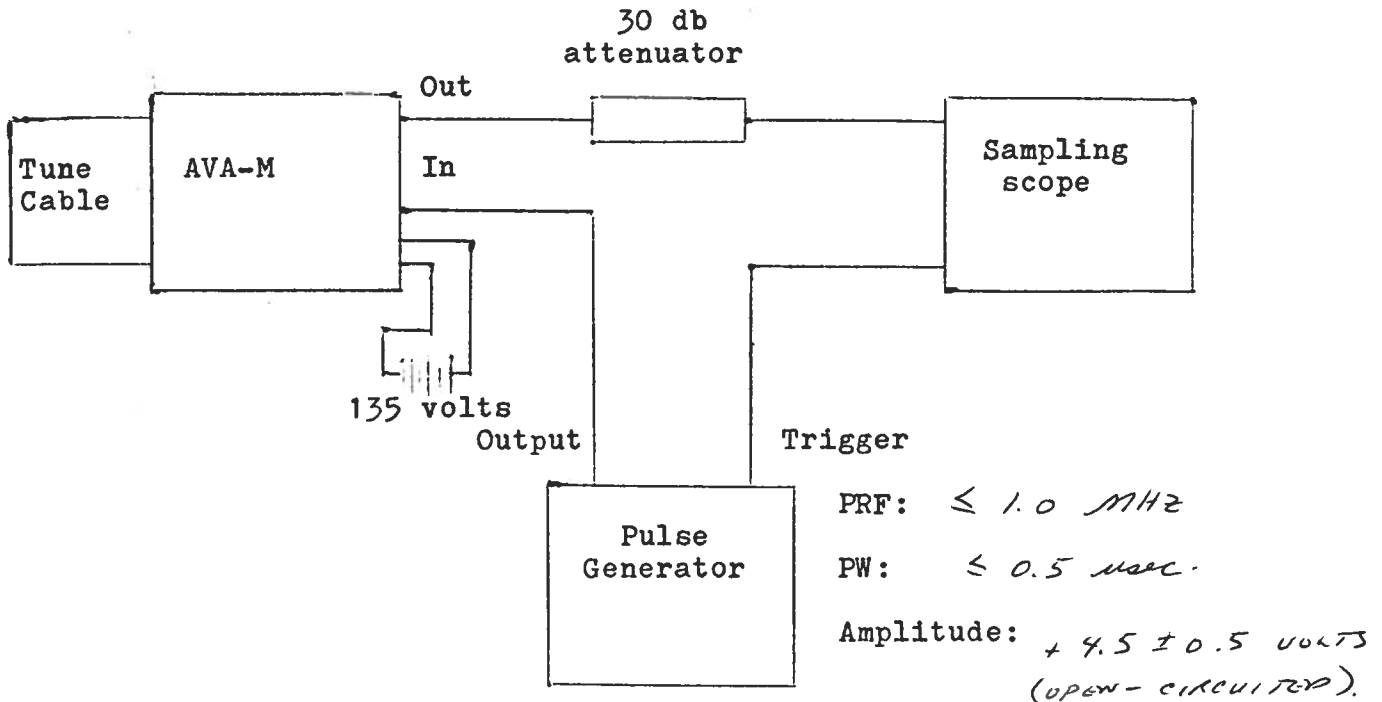 30 db
attenuator
Out
Tune
Cable
AVA-M
In
Sampling
scope
135 volts
Output
Trigger
Pulse
Generator
PRF: ≤ 1.0 MHZ
PW: ≤ 0.5 usec.
Amplitude: + 4.5 ± 0.5 VOLTS
(OPEN-CIRCUITED).